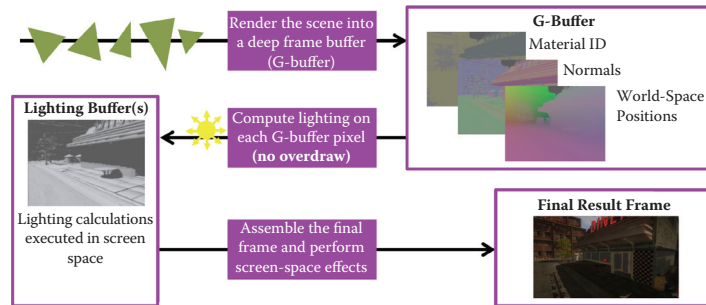 Render the scene into
a deep frame buffer
(G-buffer)
G-Buffer
Material ID
Normals
World-Space
Positions
Lighting Buffer(s)
Compute lighting on
each G-buffer pixel
(no overdraw)
Lighting calculations
executed in screen
space
Assemble the final
frame and perform
screen-space effects
Final Result Frame